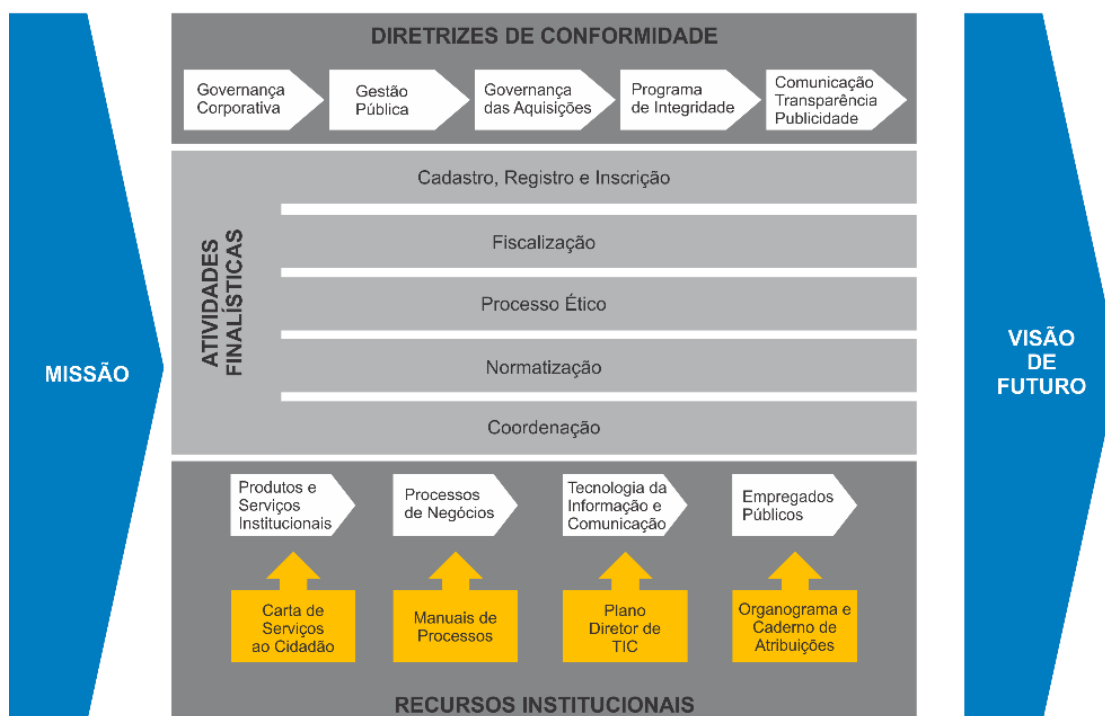 DIRETRIZES DE CONFORMIDADE
Governança
Corporativa
Gestão
Pública
Governança
das Aquisições
Programa
de Integridade
Comunicação
Transparência
Publicidade
MISSÃO
ATIVIDADES
FINALÍSTICAS
Cadastro, Registro e Inscrição
Fiscalização
Processo Ético
Normatização
Coordenação
VISÃO
DE
FUTURO
Produtos e
Serviços
Institucionais
Processos
de Negócios
Tecnologia da
Informação e
Comunicação
Empregados
Públicos
Carta de
Serviços
ao Cidadão
Manuais de
Processos
Plano
Diretor de
TIC
Organograma e
Caderno de
Atribuições
RECURSOS INSTITUCIONAIS